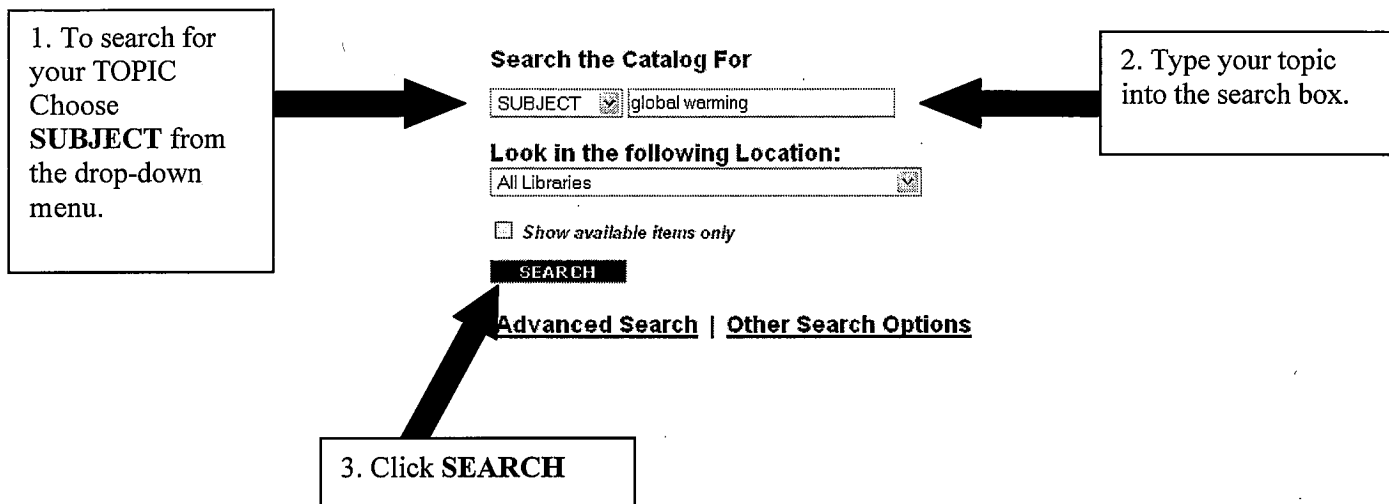 1. To search for
your TOPIC
Choose
SUBJECT from
the drop-down
menu.
Search the Catalog For
SUBJECT global warming
2. Type your topic
into the search box.
Look in the following Location:
All Libraries
Show available items only
SEARCH
Advanced Search | Other Search Options
3. Click SEARCH